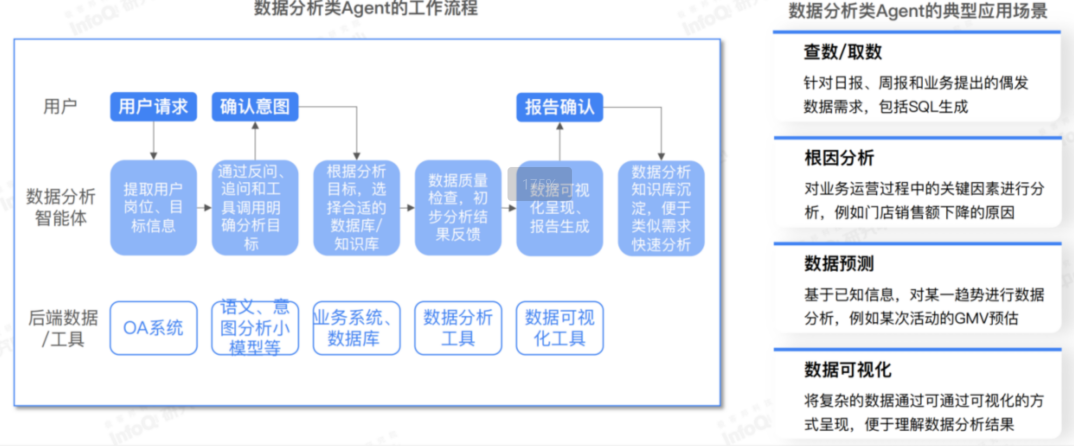 数据分析类Agent的工作流程
用户
用户请求
确认意图
报告确认
数据分析
智能体
提取用户
岗位、目
标信息
通过反问、
追问和工
具调用明
确分析目
标
根据分析
目标，选
择合适的
数据库/
知识库
数据质量
检查，初
步分析结
果反馈
175%
数据可视
化呈现、
报告生成
数据分析
知识库沉
淀，便于
类似需求
快速分析
后端数据
/工具
OA系统
语义、意
图分析小
模型等
业务系统、
数据库
数据分析
工具
数据可视
化工具
数据分析类Agent的典型应用场景
查数/取数
针对日报、周报和业务提出的偶发
数据需求，包括SQL生成
根因分析
对业务运营过程中的关键因素进行分
析，例如门店销售额下降的原因
数据预测
基于已知信息，对某一趋势进行数据
分析，例如某次活动的GMV预估
数据可视化
将复杂的数据通过可通过可视化的方
式呈现，便于理解数据分析结果